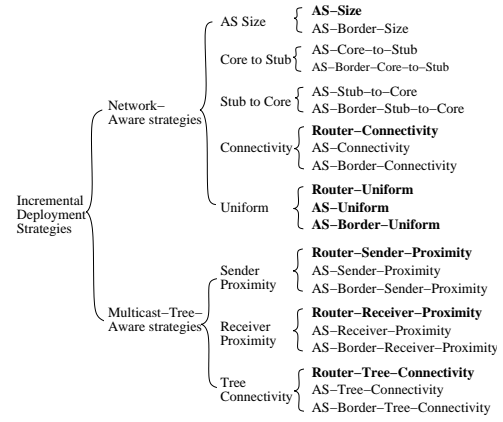 AS–Size
AS Size
AS–Border–Size
AS–Core–to–Stub
Core to Stub
AS–Border–Core–to–Stub
AS–Stub–to–Core
Stub to Core
AS–Border–Stub–to–Core
Network–
Aware strategies
Router–Connectivity
Connectivity
AS–Connectivity
AS–Border–Connectivity
Router–Uniform
Uniform
AS–Uniform
AS–Border–Uniform
Incremental
Deployment
Strategies
Router–Sender–Proximity
Sender
Proximity
AS–Sender–Proximity
AS–Border–Sender–Proximity
Multicast–Tree–
Aware strategies
Router–Receiver–Proximity
Receiver
Proximity
AS–Receiver–Proximity
AS–Border–Receiver–Proximity
Router–Tree–Connectivity
Tree
Connectivity
AS–Tree–Connectivity
AS–Border–Tree–Connectivity